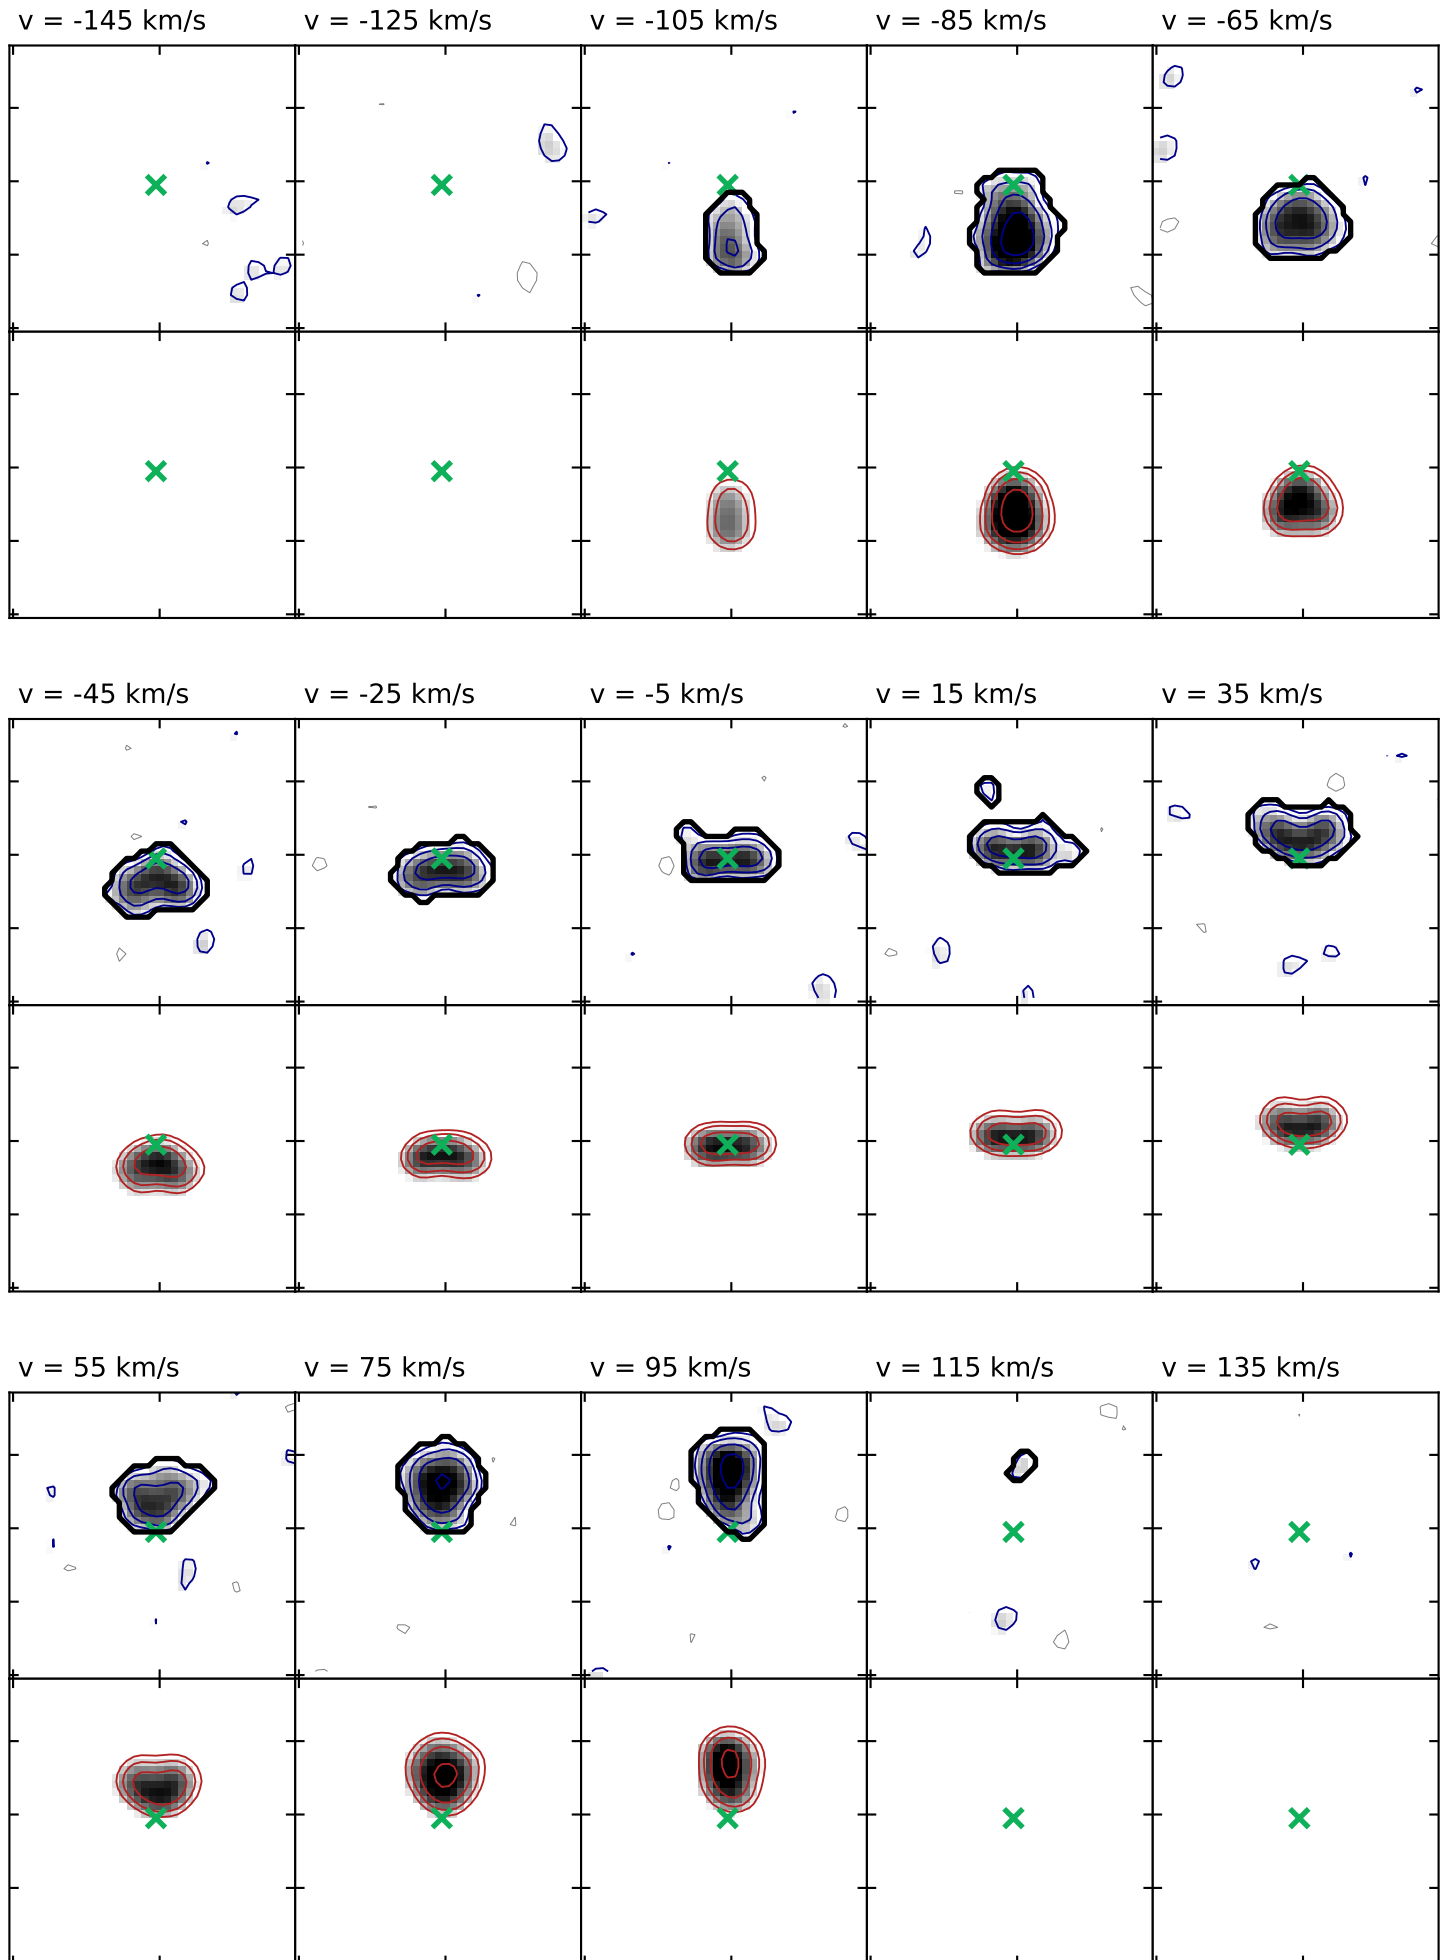 v = -145 km/s
v = -125 km/s
v = -105 km/s
v = -85 km/s
v = -65 km/s
v = -45 km/s
v = -25 km/s
v = -5 km/s
v = 15 km/s
v = 35 km/s
v = 55 km/s
v = 75 km/s
v = 95 km/s
v = 115 km/s
v = 135 km/s